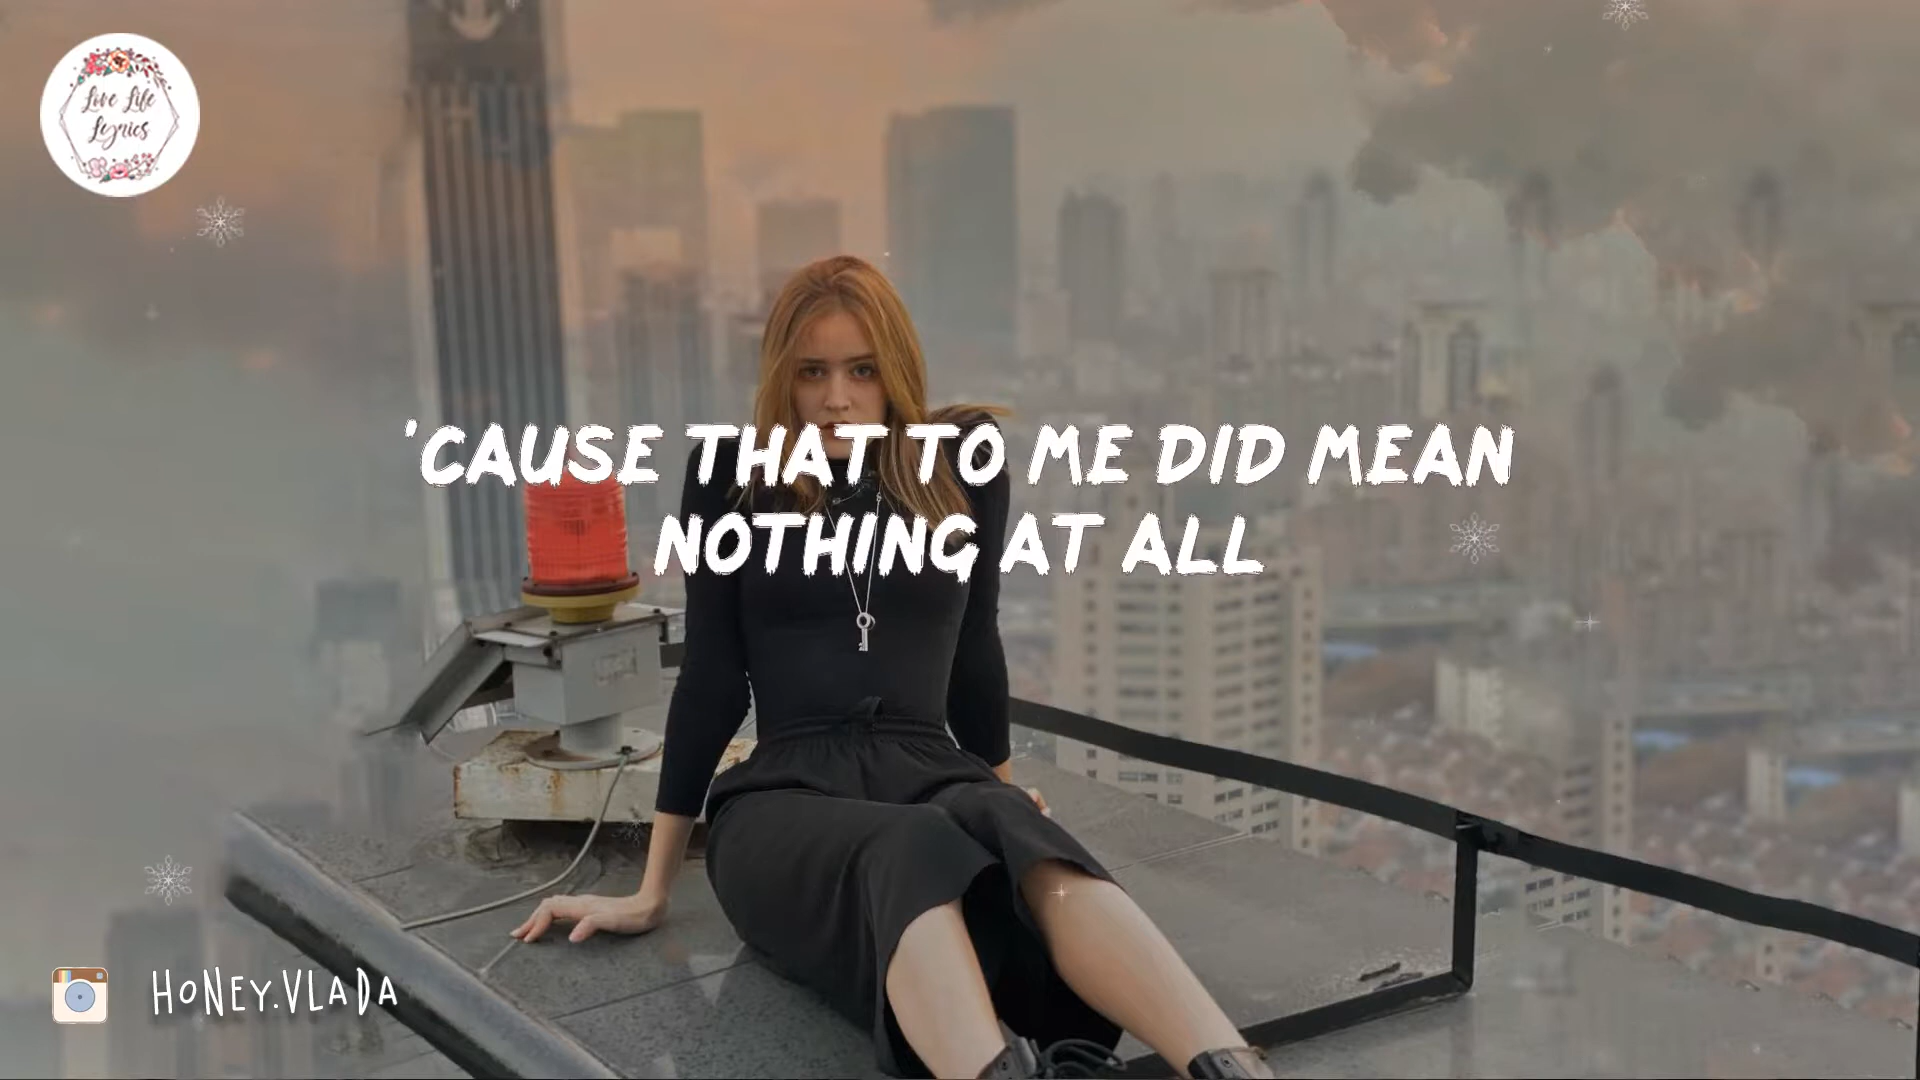 Love Life
Lyrics
'CAUSE THAT TO ME DID MEAN
NOTHING AT ALL
HONEY.VLADA